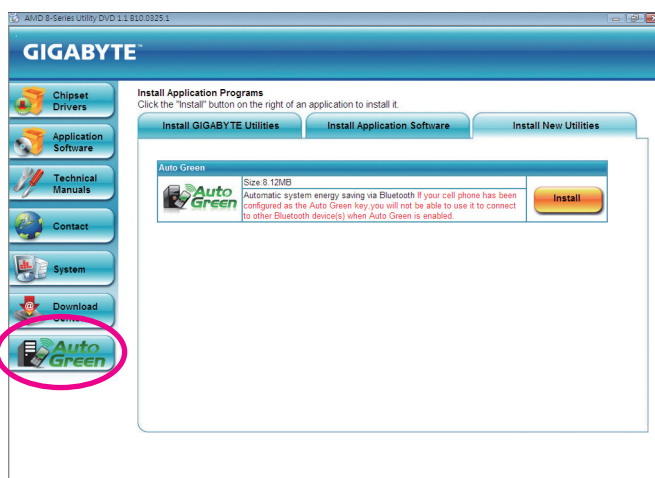 AMD 8-Series Utility DVD 1.1 B10.0325.1
GIGABYTE™
Chipset
Drivers
Application
Software
Technical
Manuals
Contact
System
Download
Center
Auto
Green
Install Application Programs
Click the "Install" button on the right of an application to install it.
Install GIGABYTE Utilities
Install Application Software
Install New Utilities
Auto Green
Auto
Green
Size:8.12MB
Automatic system energy saving via Bluetooth If your cell phone has been
configured as the Auto Green key,you will not be able to use it to connect
to other Bluetooth device(s) when Auto Green is enabled.
Install